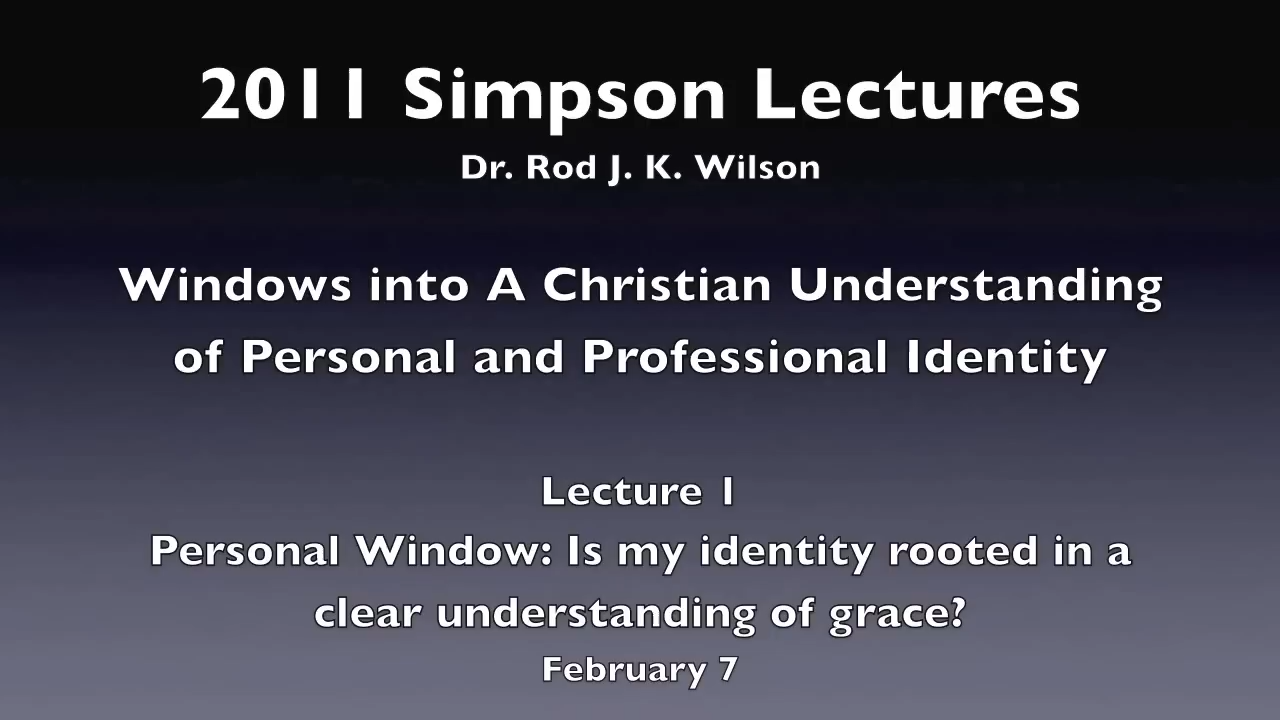 2011 Simpson Lectures
Dr. Rod J. K. Wilson
Windows into A Christian Understanding
of Personal and Professional Identity
Lecture 1
Personal Window: Is my identity rooted in a
clear understanding of grace?
February 7